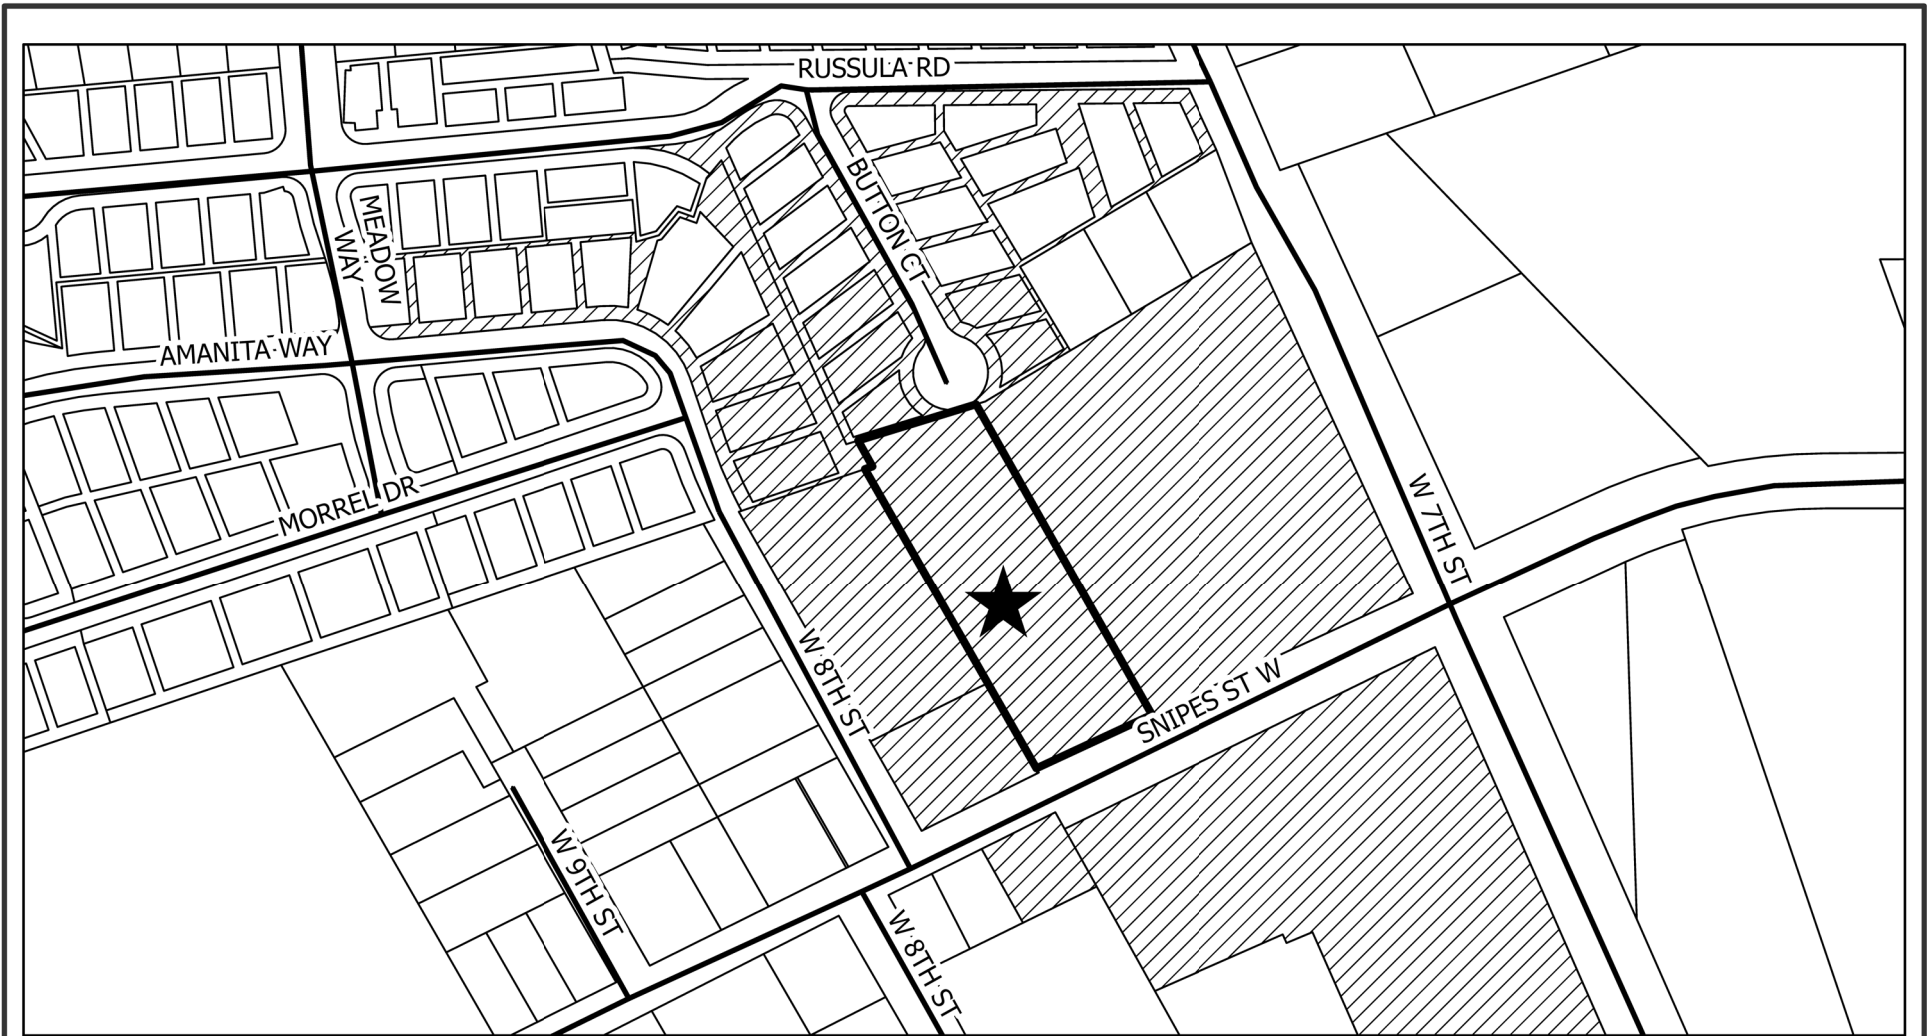 RUSSULA RD
BUTTON CT
MEADOW
WAY
AMANITA WAY
MORREL DR
W 7TH ST
W 8TH ST
SNIPES ST W
W 9TH ST
W 8TH ST